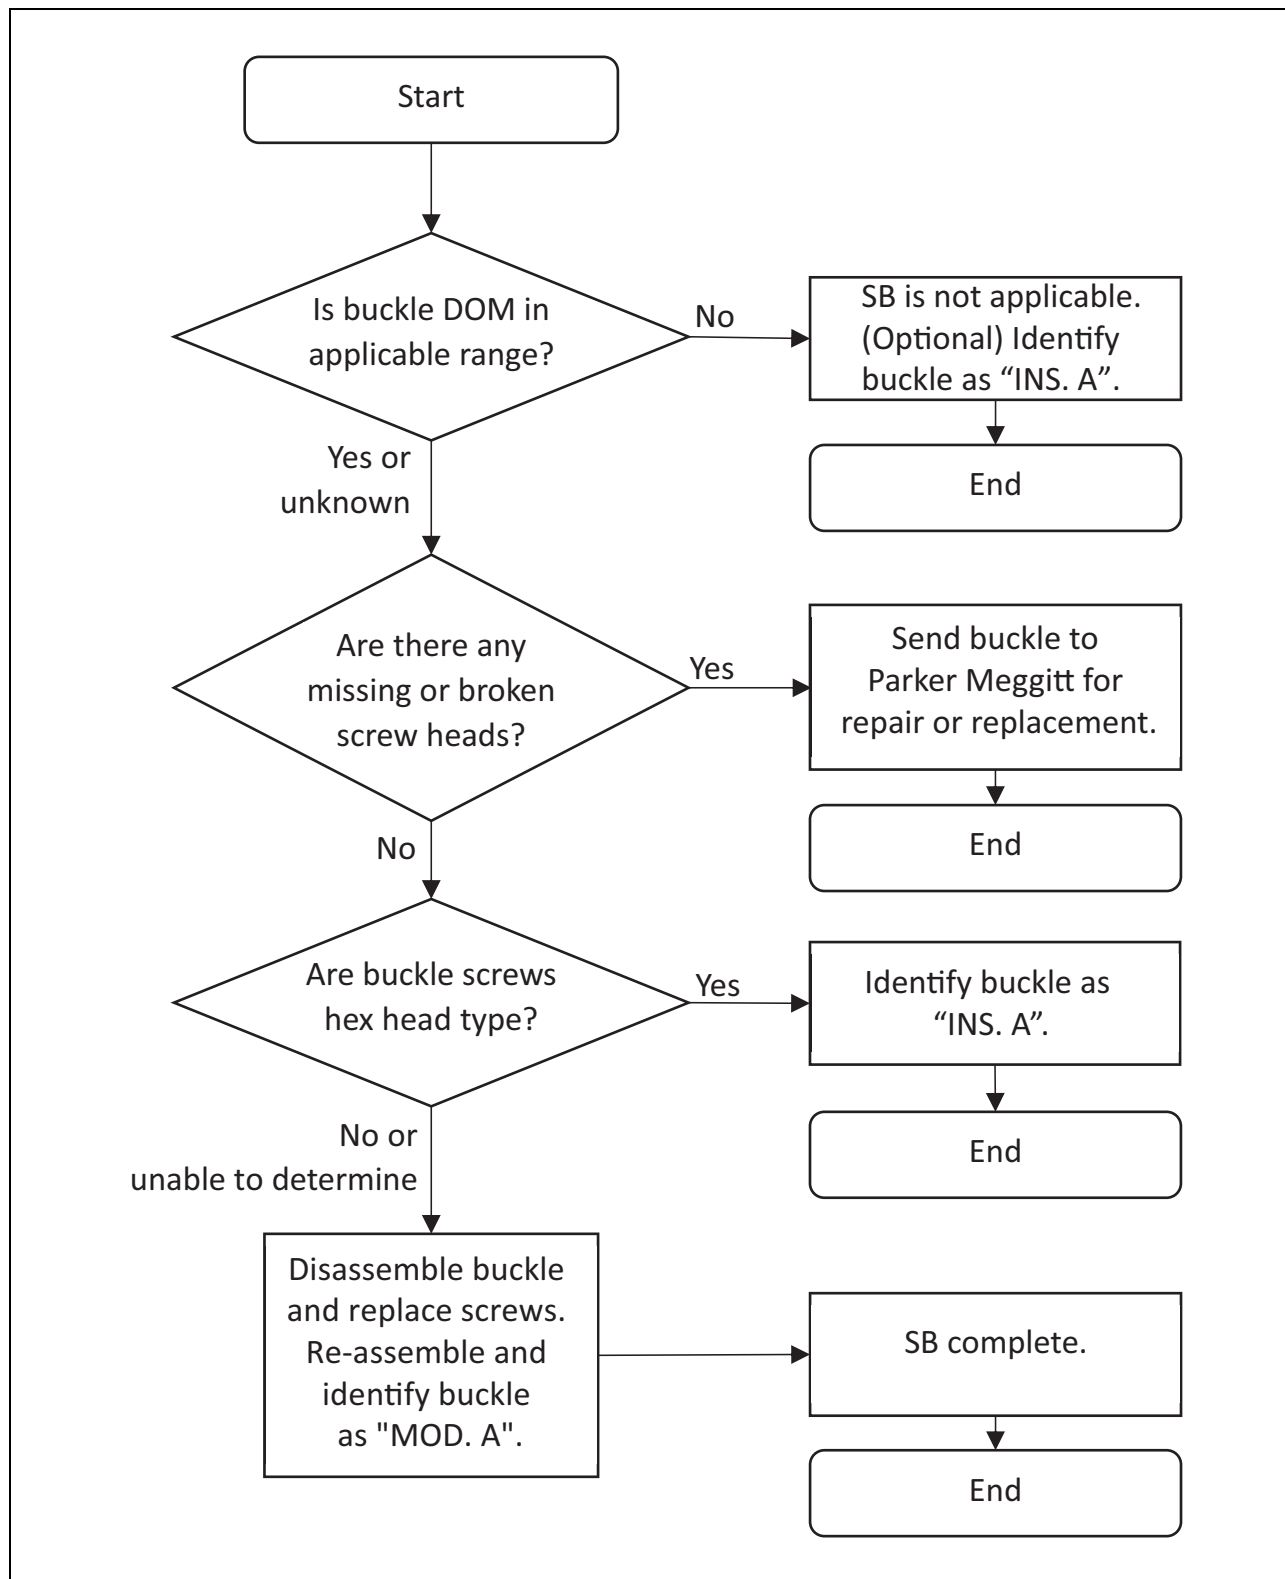 Start
Is buckle DOM in
applicable range?
No
SB is not applicable.
(Optional) Identify
buckle as “INS. A”.
End
Yes or
unknown
Are there any
missing or broken
screw heads?
Yes
Send buckle to
Parker Meggitt for
repair or replacement.
End
No
Are buckle screws
hex head type?
Yes
Identify buckle as
“INS. A”.
End
No or
unable to determine
Disassemble buckle
and replace screws.
Re-assemble and
identify buckle
as "MOD. A".
SB complete.
End